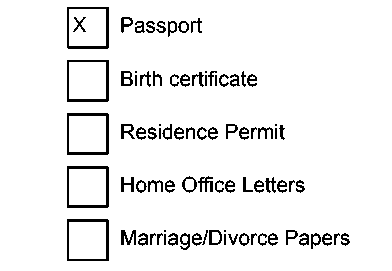 X Passport
Birth certificate
Residence Permit
Home Office Letters
Marriage/Divorce Papers